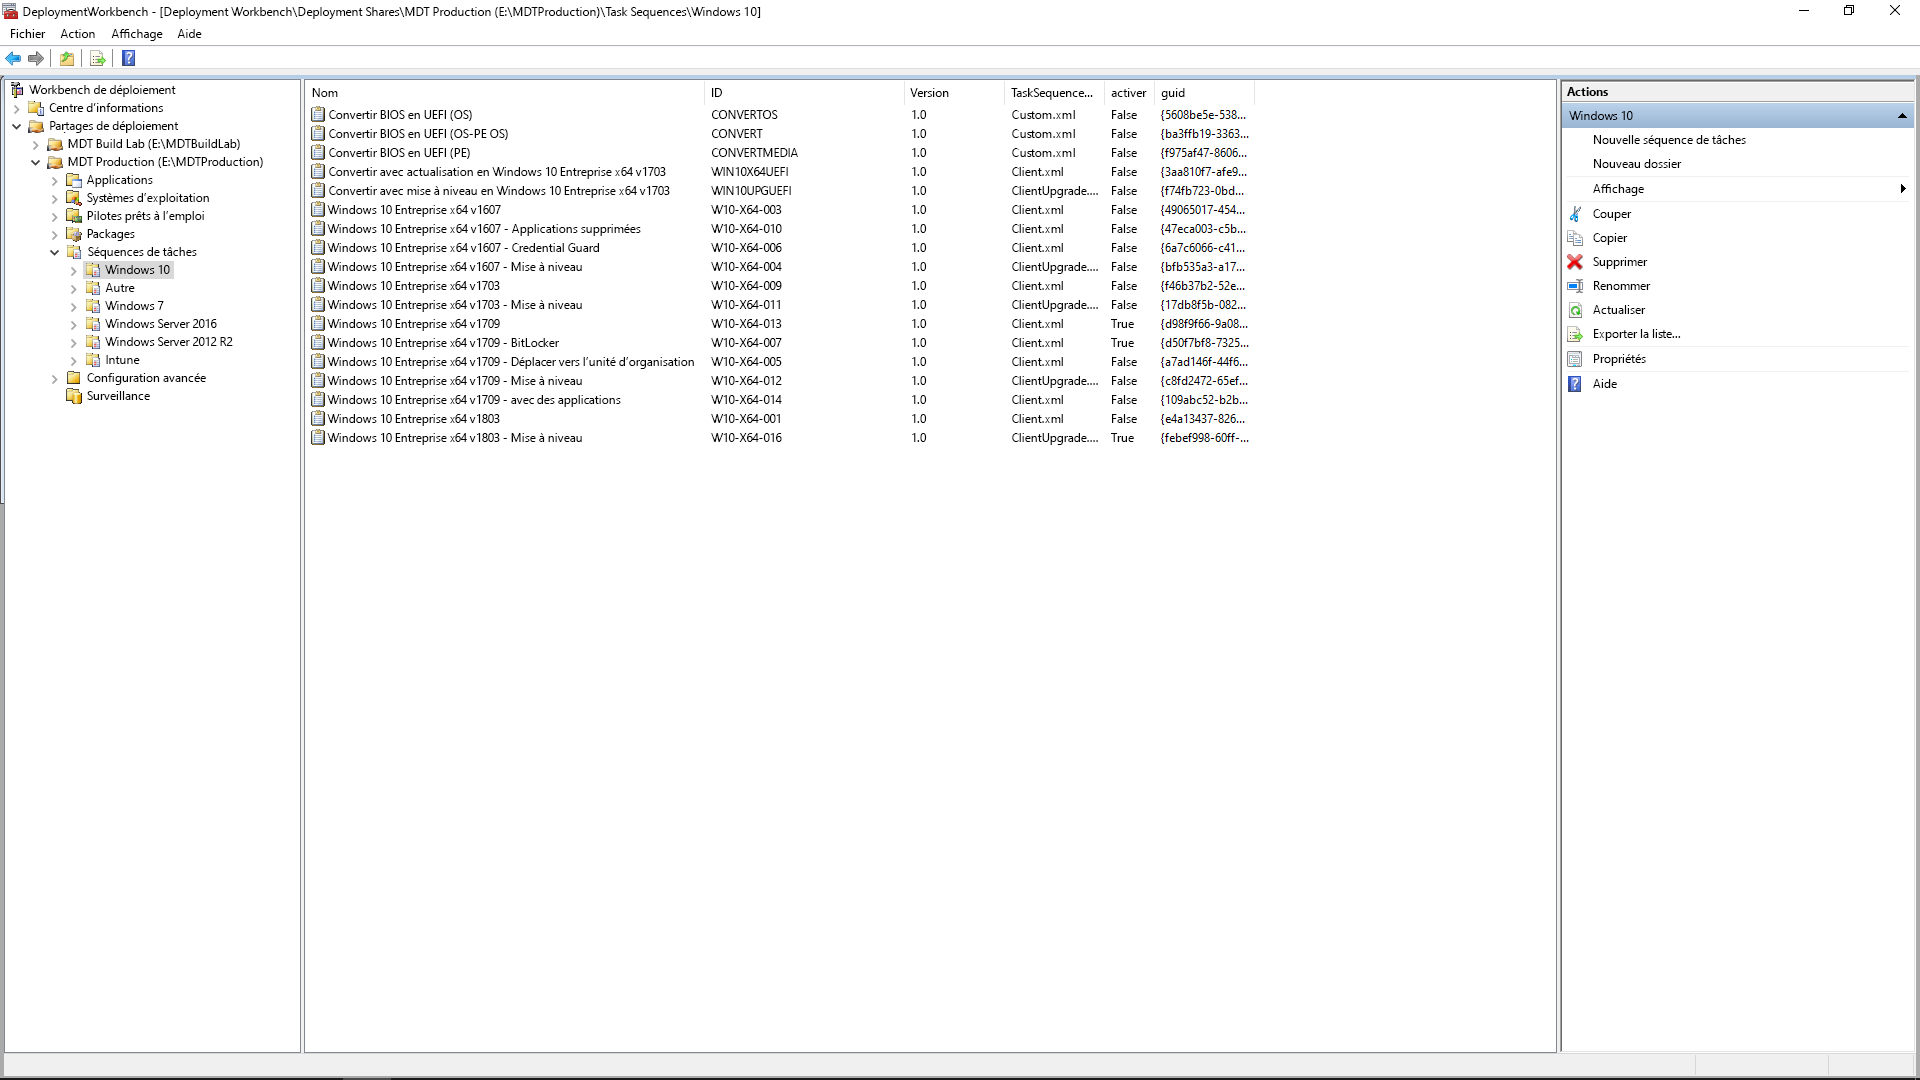 DeploymentWorkbench - [Deployment Workbench\Deployment Shares\MDT Production (E:\MDTProduction)\Task Sequences\Windows 10]
Fichier Action Affichage Aide
Workbench de déploiement
Centre d'informations
Partages de déploiement
MDT Build Lab (E:\MDTBuildLab)
MDT Production (E:\MDTProduction)
Applications
Systèmes d'exploitation
Pilotes prêts à l'emploi
Packages
Séquences de tâches
Windows 10
Autre
Windows 7
Windows Server 2016
Windows Server 2012 R2
Intune
Configuration avancée
Surveillance
Nom ID Version TaskSequence... activer guid
Convertir BIOS en UEFI (OS) CONVERTOS 1.0 Custom.xml False {5608be5e-538...
Convertir BIOS en UEFI (OS-PE OS) CONVERT 1.0 Custom.xml False {ba3ffb19-3363...
Convertir BIOS en UEFI (PE) CONVERTMEDIA 1.0 Custom.xml False {f975af47-8606...
Convertir avec actualisation en Windows 10 Entreprise x64 v1703 WIN10X64UEFI 1.0 Client.xml False {3aa810f7-afe9...
Convertir avec mise à niveau en Windows 10 Entreprise x64 v1703 WIN10UPGUEFI 1.0 ClientUpgrade.... False {f74fb723-0bd...
Windows 10 Entreprise x64 v1607 W10-X64-003 1.0 Client.xml False {49065017-454...
Windows 10 Entreprise x64 v1607 - Applications supprimées W10-X64-010 1.0 Client.xml False {47eca003-c5b...
Windows 10 Entreprise x64 v1607 - Credential Guard W10-X64-006 1.0 Client.xml False {6a7c6066-c41...
Windows 10 Entreprise x64 v1607 - Mise à niveau W10-X64-004 1.0 ClientUpgrade.... False {bfb535a3-a17...
Windows 10 Entreprise x64 v1703 W10-X64-009 1.0 Client.xml False {f46b37b2-52e...
Windows 10 Entreprise x64 v1703 - Mise à niveau W10-X64-011 1.0 ClientUpgrade.... False {17db8f5b-082...
Windows 10 Entreprise x64 v1709 W10-X64-013 1.0 Client.xml True {d98f9f66-9a08...
Windows 10 Entreprise x64 v1709 - BitLocker W10-X64-007 1.0 Client.xml True {d50f7bf8-7325...
Windows 10 Entreprise x64 v1709 - Déplacer vers l'unité d'organisation W10-X64-005 1.0 Client.xml False {a7ad146f-44f6...
Windows 10 Entreprise x64 v1709 - Mise à niveau W10-X64-012 1.0 ClientUpgrade.... False {c8fd2472-65ef...
Windows 10 Entreprise x64 v1709 - avec des applications W10-X64-014 1.0 Client.xml False {109abc52-b2b...
Windows 10 Entreprise x64 v1803 W10-X64-001 1.0 Client.xml False {e4a13437-826...
Windows 10 Entreprise x64 v1803 - Mise à niveau W10-X64-016 1.0 ClientUpgrade.... True {febef998-60ff-...
Actions
Windows 10
Nouvelle séquence de tâches
Nouveau dossier
Affichage
Couper
Copier
Supprimer
Renommer
Actualiser
Exporter la liste...
Propriétés
Aide